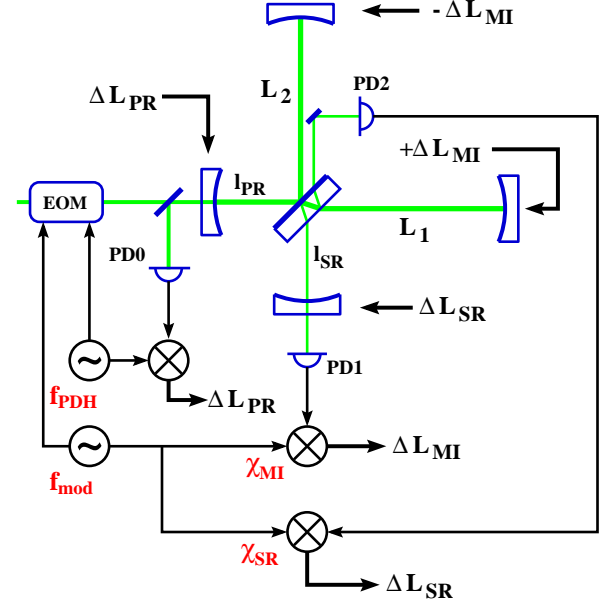 - Δ L_MI
L_2
PD2
Δ L_PR
+Δ L_MI
EOM
l_PR
L_1
PD0
l_SR
Δ L_SR
PD1
~
f_PDH
Δ L_PR
~
f_mod
χ_MI
Δ L_MI
χ_SR
Δ L_SR